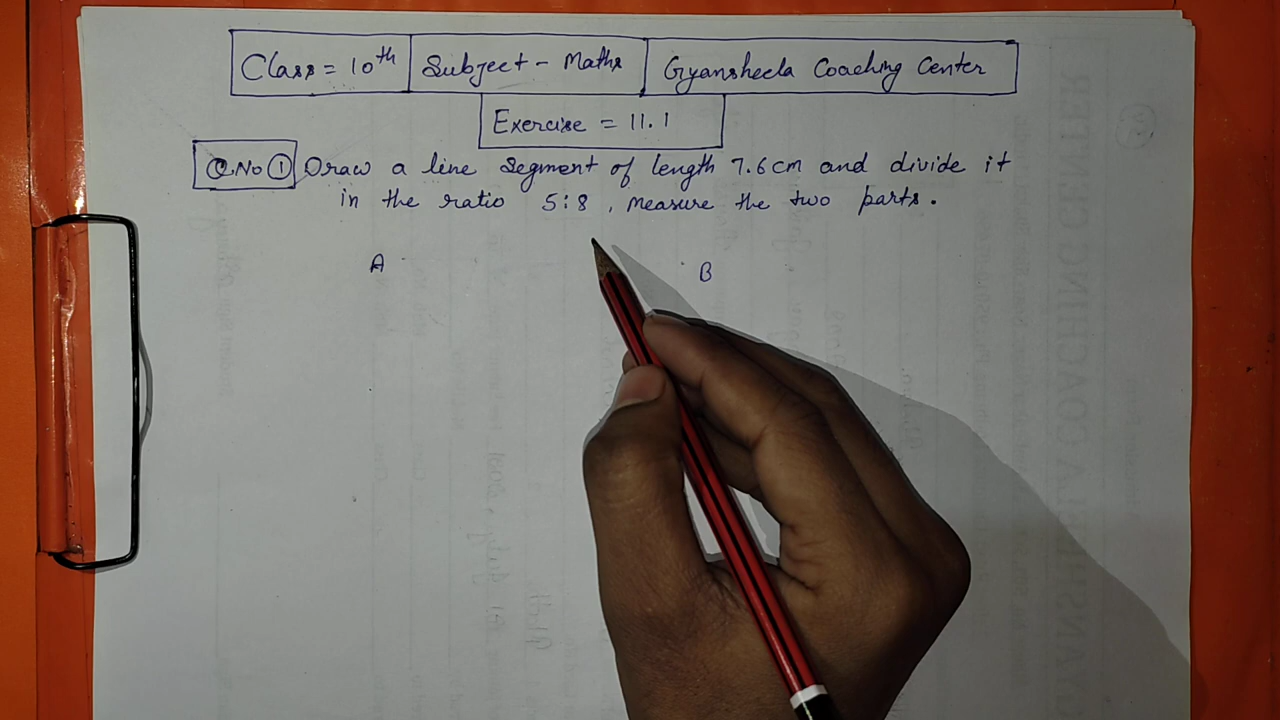 Class = 10th Subject - Maths Gyansheela Coaching Center
Exercise = 11.1
Q.No ① Draw a line segment of length 7.6 cm and divide it
in the ratio 5:8 , measure the two parts.
A B